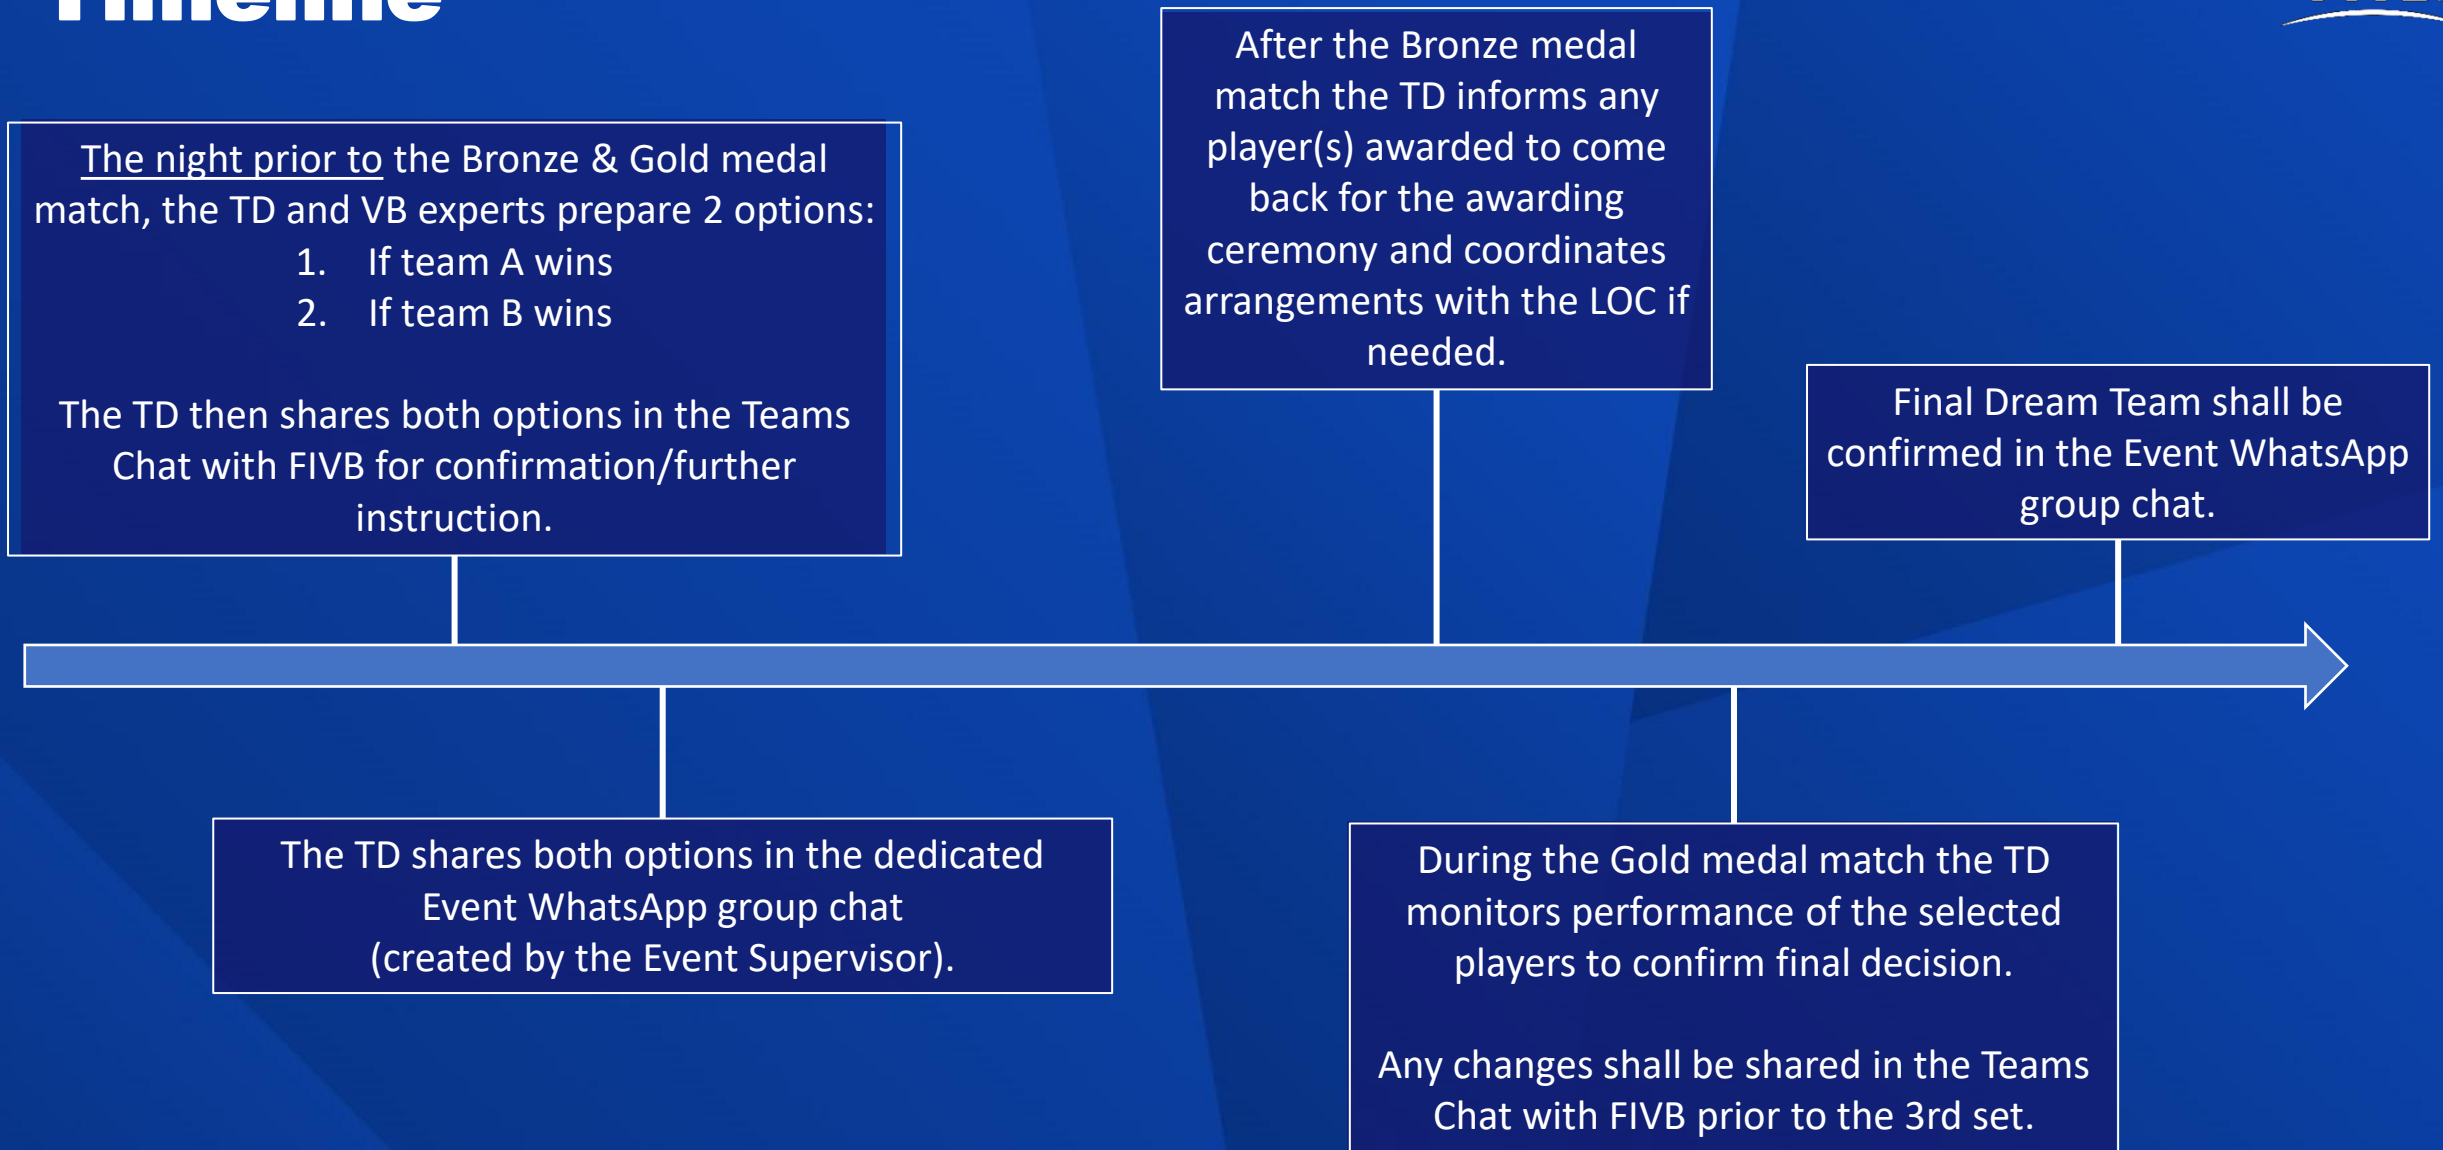 Timeline
The night prior to the Bronze & Gold medal
match, the TD and VB experts prepare 2 options:
1. If team A wins
2. If team B wins
The TD then shares both options in the Teams
Chat with FIVB for confirmation/further
instruction.
The TD shares both options in the dedicated
Event WhatsApp group chat
(created by the Event Supervisor).
After the Bronze medal
match the TD informs any
player(s) awarded to come
back for the awarding
ceremony and coordinates
arrangements with the LOC if
needed.
During the Gold medal match the TD
monitors performance of the selected
players to confirm final decision.
Any changes shall be shared in the Teams
Chat with FIVB prior to the 3rd set.
Final Dream Team shall be
confirmed in the Event WhatsApp
group chat.